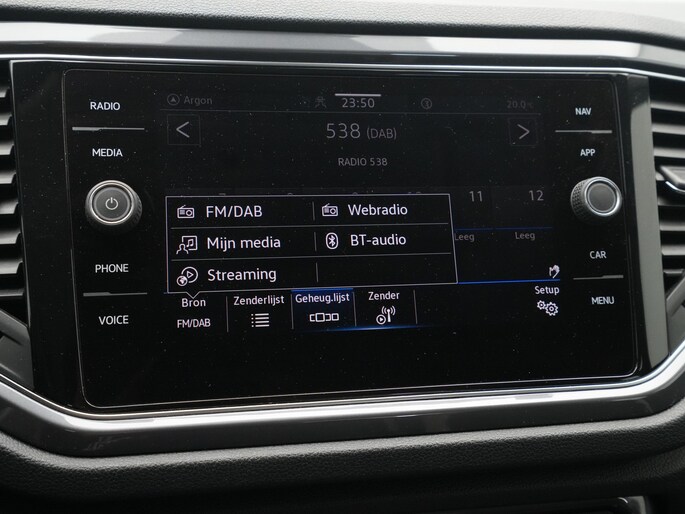 RADIO
MEDIA
PHONE
VOICE
Argon
23:50
20.0°C
538 (DAB)
RADIO 538
11 12
Leeg Leeg
FM/DAB Webradio
Mijn media BT-audio
Streaming
Bron Zenderlijst Geheug.lijst Zender Setup
FM/DAB
NAV
APP
CAR
MENU